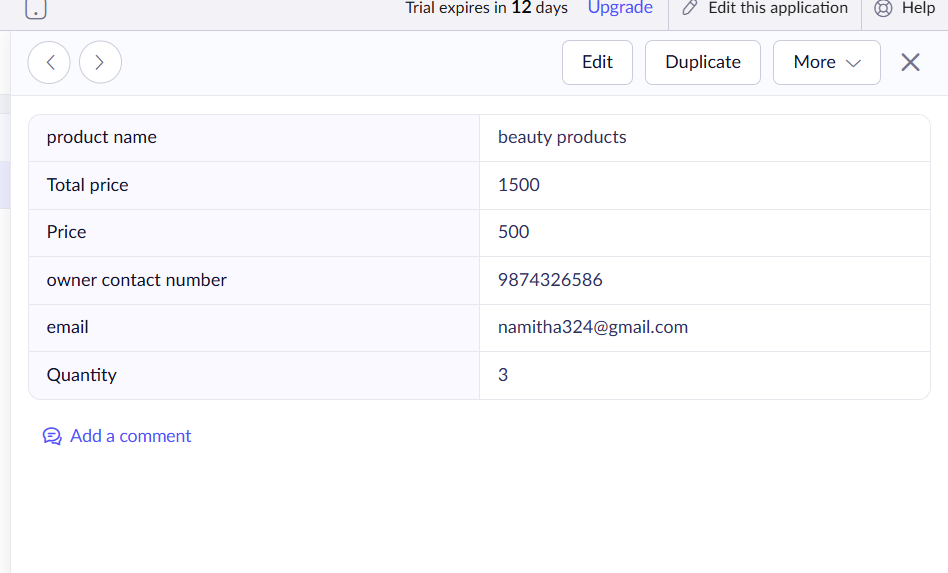 Trial expires in 12 days Upgrade Edit this application Help
Edit Duplicate More
product name beauty products
Total price 1500
Price 500
owner contact number 9874326586
email namitha324@gmail.com
Quantity 3
Add a comment